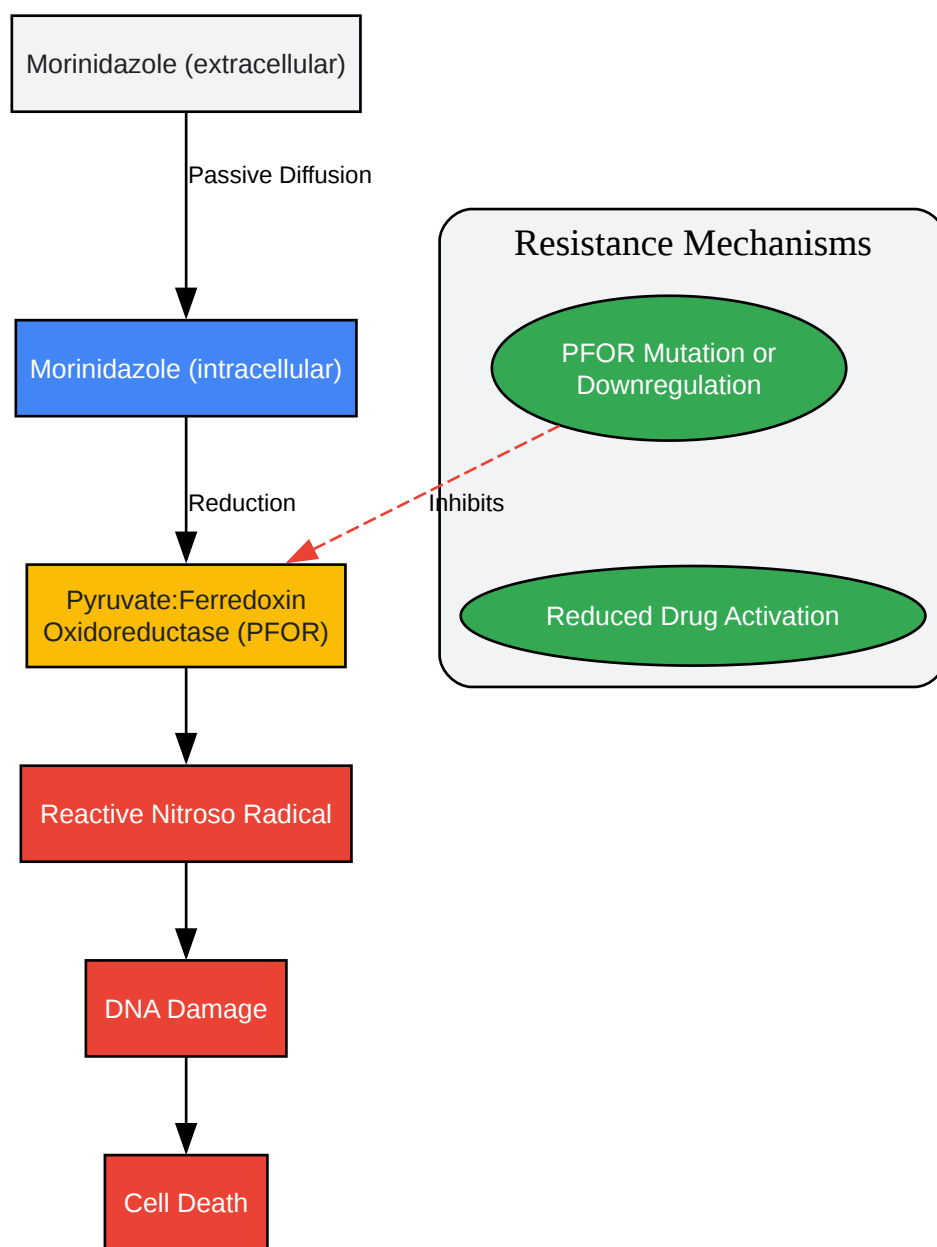 Morinidazole (extracellular)
Passive Diffusion
Resistance Mechanisms
PFOR Mutation or
Downregulation
Morinidazole (intracellular)
Reduction
Inhibits
Pyruvate:Ferredoxin
Oxidoreductase (PFOR)
Reduced Drug Activation
Reactive Nitroso Radical
DNA Damage
Cell Death